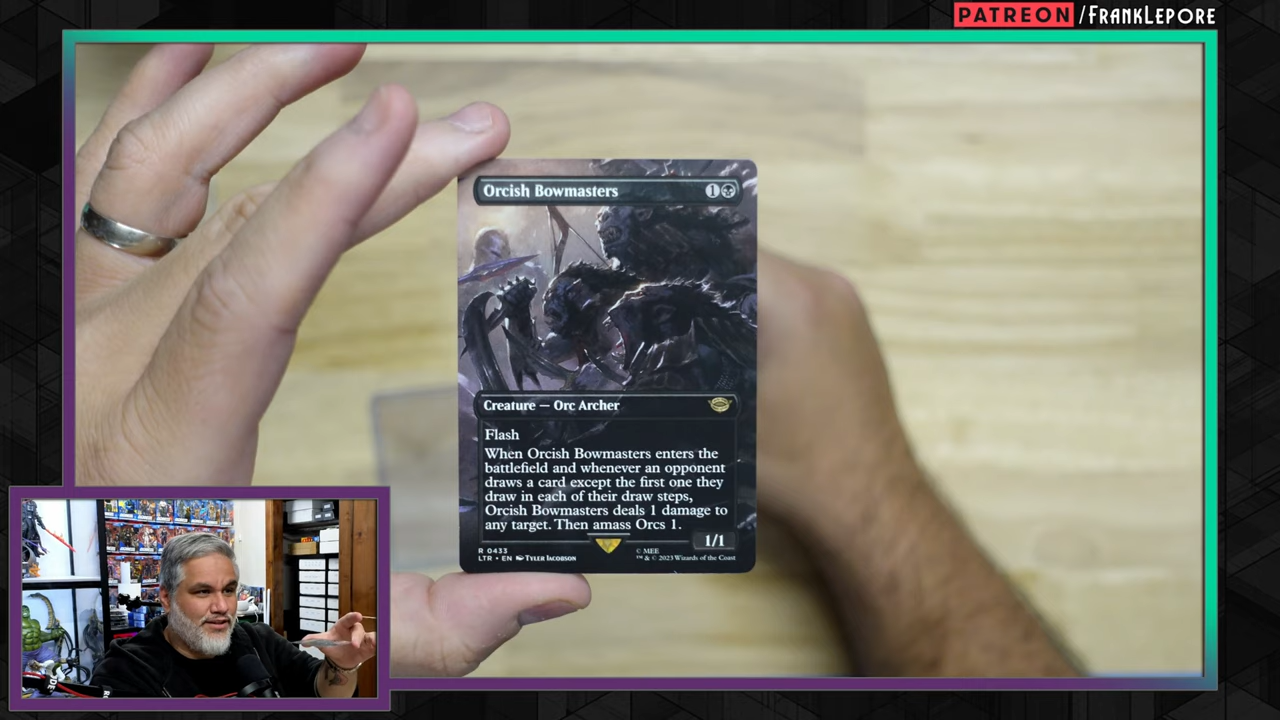 PATREON /FRANKLEPORE
Orcish Bowmasters 1
Creature — Orc Archer
Flash
When Orcish Bowmasters enters the
battlefield and whenever an opponent
draws a card except the first one they
draw in each of their draw steps,
Orcish Bowmasters deals 1 damage to
any target. Then amass Orcs 1.
1/1
R 0433
LTR • EN TYLER JACOBSON
© MEE
™ & © 2023 Wizards of the Coast